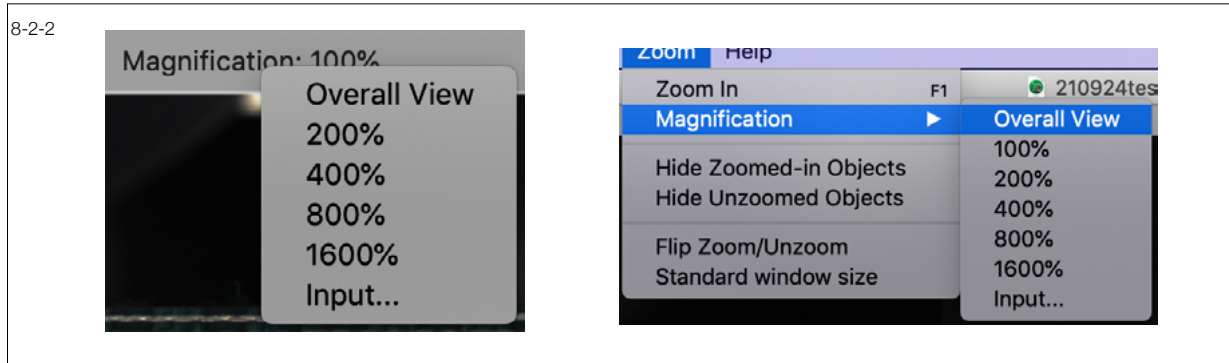 8-2-2
Magnification: 100%
Overall View
200%
400%
800%
1600%
Input...
Zoom Help
Zoom In F1
Magnification ▶
Hide Zoomed-in Objects
Hide Unzoomed Objects
Flip Zoom/Unzoom
Standard window size
210924tes
Overall View
100%
200%
400%
800%
1600%
Input...